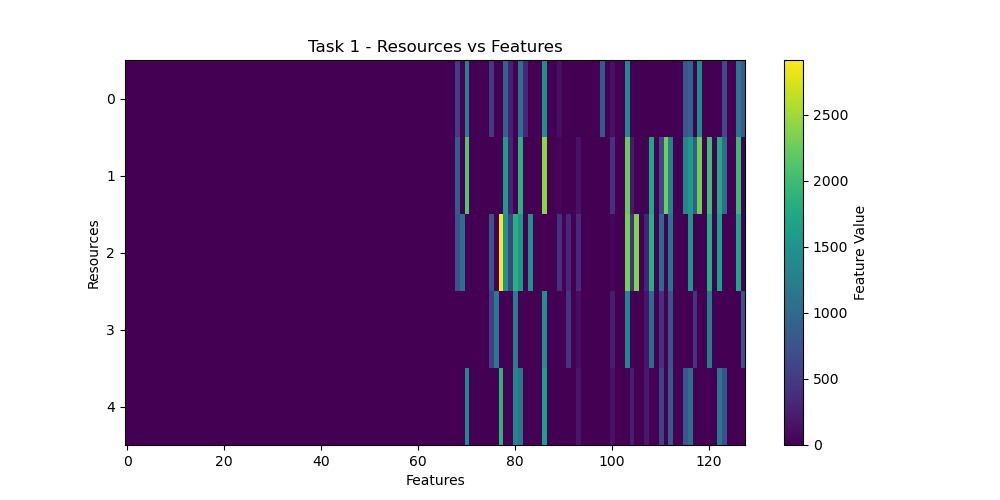 Task 1 - Resources vs Features
Resources
0
1
2
3
4
0 20 40 60 80 100 120
Features
2500
2000
1500
1000
500
0
Feature Value